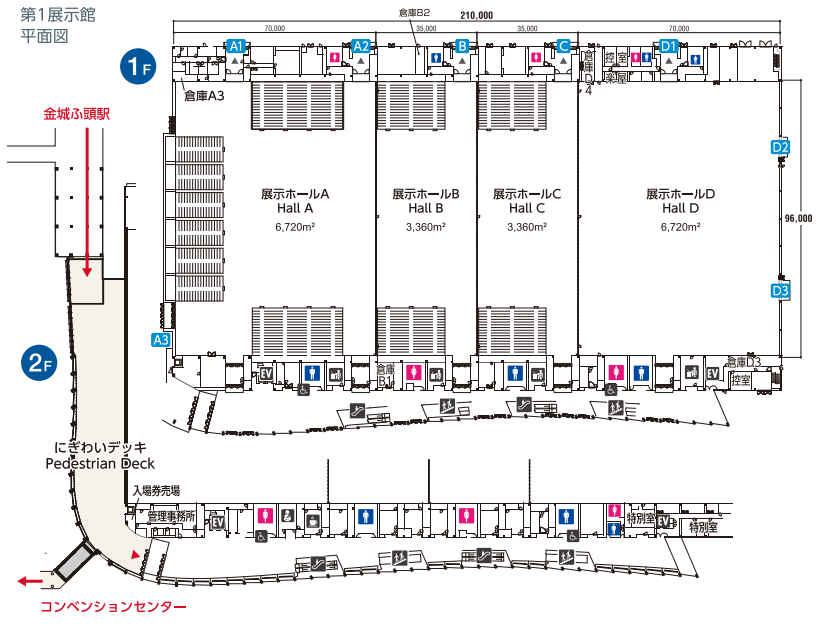 第1展示館
平面図
倉庫B2
210,000
70,000
35,000
35,000
70,000
1F
A1
A2
B
C
D1
倉庫D4
控室
楽屋
倉庫A3
金城ふ頭駅
D2
展示ホールA
Hall A
6,720m²
展示ホールB
Hall B
3,360m²
展示ホールC
Hall C
3,360m²
展示ホールD
Hall D
6,720m²
96,000
D3
A3
2F
EV
倉庫B1
倉庫D3
EV
控室
にぎわいデッキ
Pedestrian Deck
入場券売場
管理事務所
EV
特別室
EV
特別室
コンベンションセンター